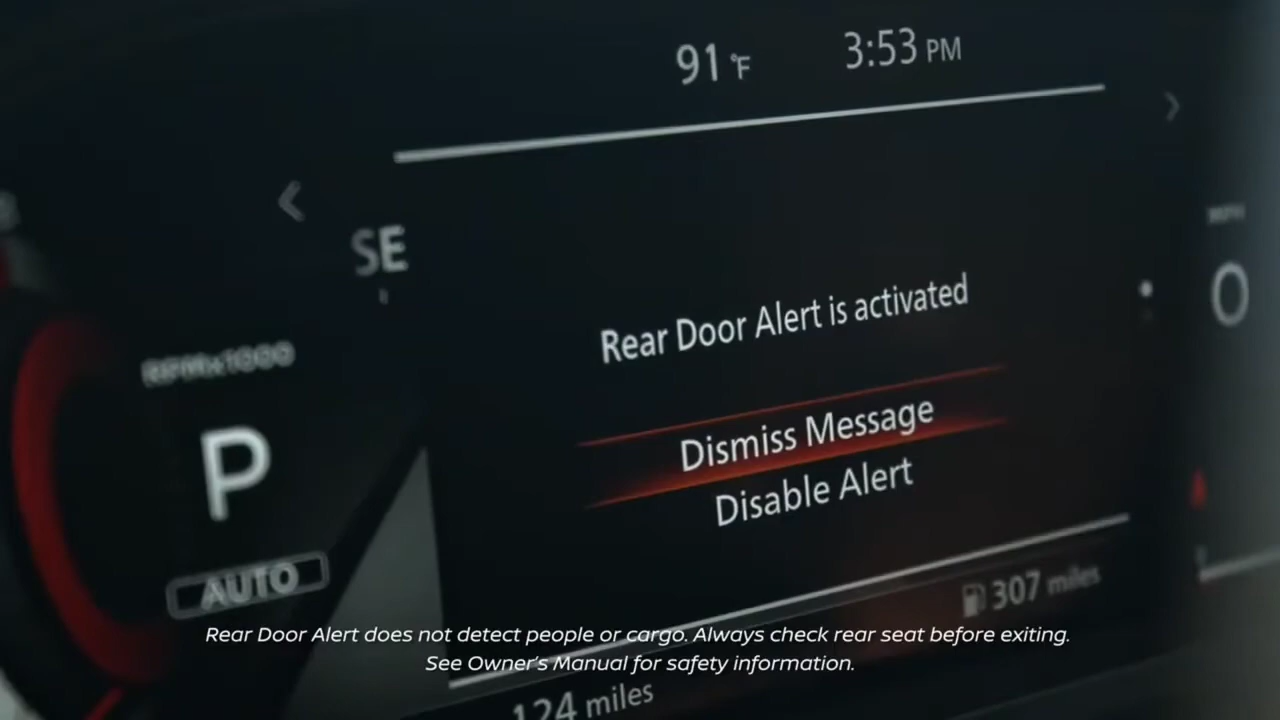 91 °F 3:53 PM
SE
Rear Door Alert is activated
RPMx1000
P
Dismiss Message
Disable Alert
0
AUTO
307 miles
Rear Door Alert does not detect people or cargo. Always check rear seat before exiting.
See Owner's Manual for safety information.
124 miles